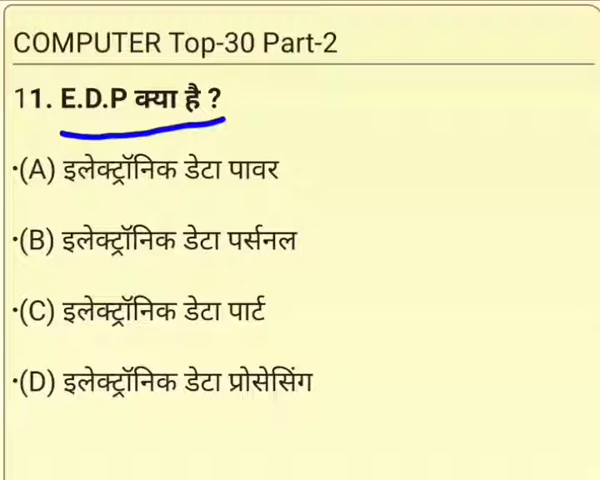 COMPUTER Top-30 Part-2
11. E.D.P क्या है ?
·(A) इलेक्ट्रॉनिक डेटा पावर
·(B) इलेक्ट्रॉनिक डेटा पर्सनल
·(C) इलेक्ट्रॉनिक डेटा पार्ट
·(D) इलेक्ट्रॉनिक डेटा प्रोसेसिंग